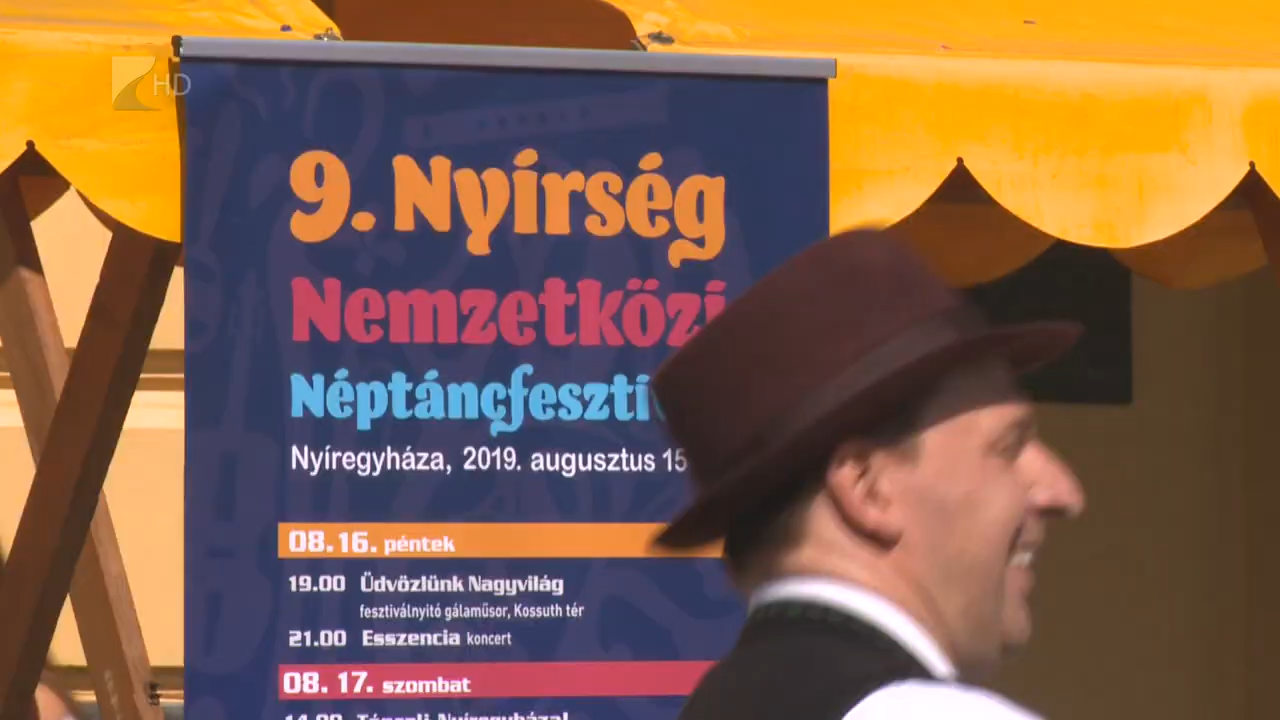 HD
9. Nyírség
Nemzetközi
Néptáncfeszti
Nyíregyháza, 2019. augusztus 15
08.16. péntek
19.00 Üdvözlünk Nagyvilág
fesztiválnyitó gálaműsor, Kossuth tér
21.00 Esszencia koncert
08. 17. szombat